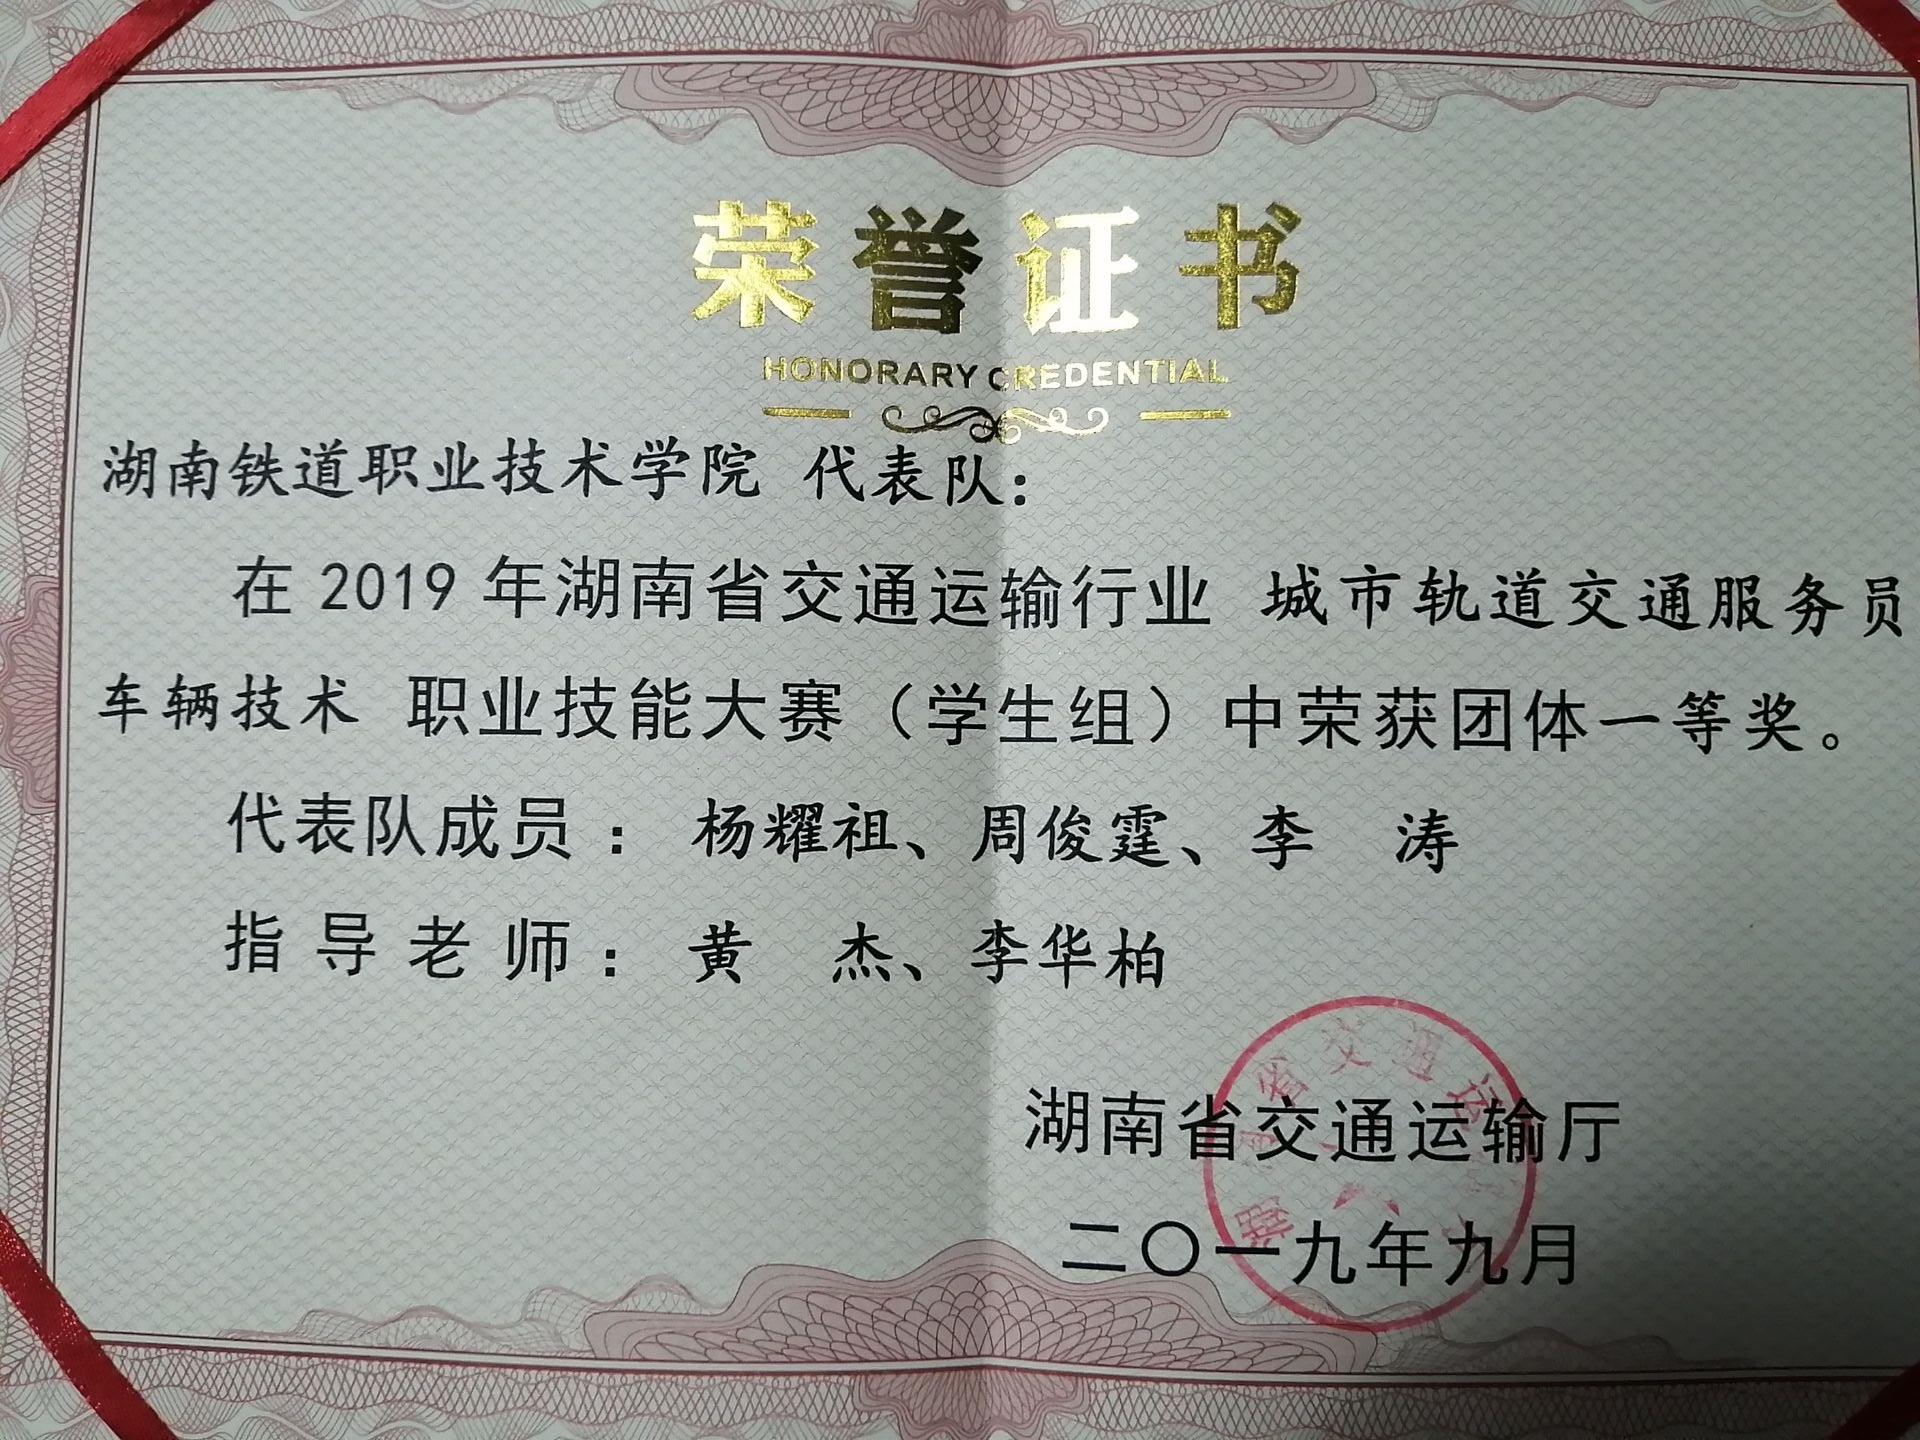 荣誉证书
HONORARY CREDENTIAL
湖南铁道职业技术学院 代表队：
在 2019 年湖南省交通运输行业 城市轨道交通服务员
车辆技术 职业技能大赛（学生组）中荣获团体一等奖。
代表队成员： 杨耀祖、周俊霆、李 涛
指导老师： 黄 杰、李华柏
湖南省交通运输厅
二〇一九年九月